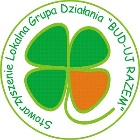 Stowarzyszenie Lokalna Grupa Działania "BUD-UJ RAZEM"